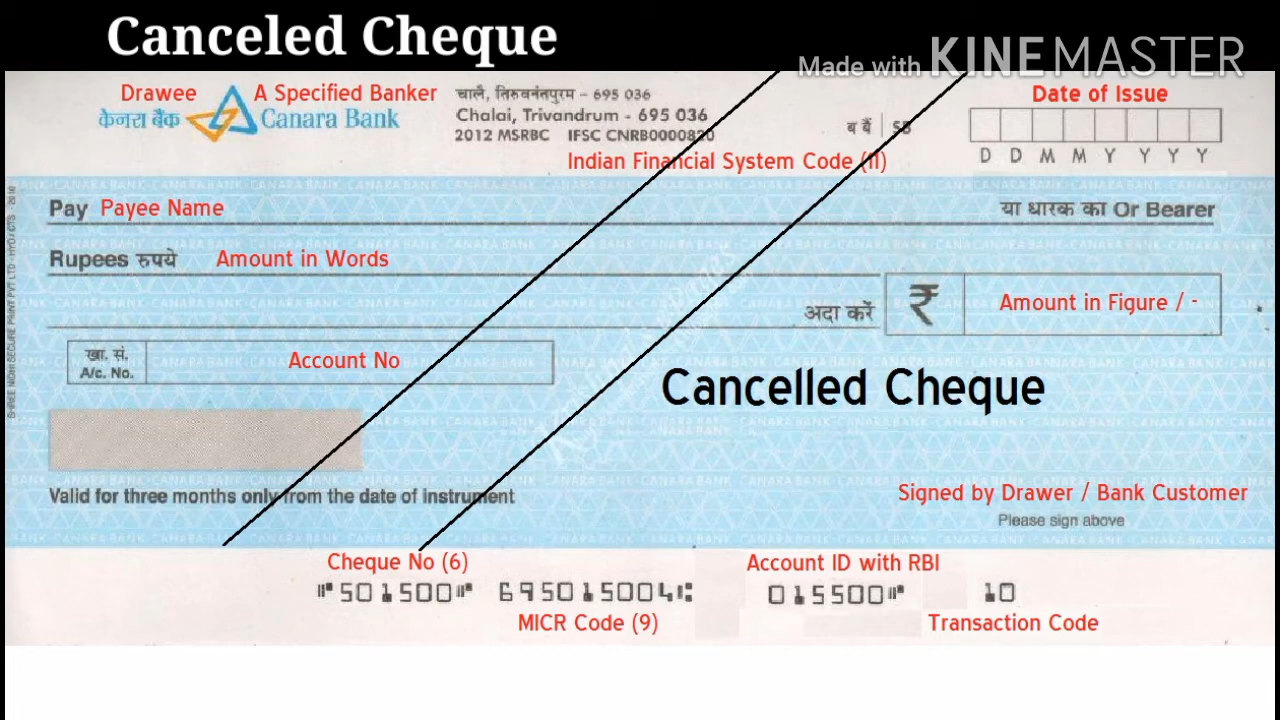 Canceled Cheque
Made with KINEMASTER
Drawee A Specified Banker
केनरा बैंक Canara Bank
चालै, तिरुवनंतपुरम - 695 036
Chalai, Trivandrum - 695 036
2012 MSRBC IFSC CNRB0000820
Indian Financial System Code (11)
ब बैं SB
Date of Issue
D D M M Y Y Y Y
Pay Payee Name या धारक का Or Bearer
Rupees रुपये Amount in Words
अदा करें ₹ Amount in Figure / -
खा. सं.
A/c. No.
Account No
Cancelled Cheque
Valid for three months only from the date of instrument
Signed by Drawer / Bank Customer
Please sign above
Cheque No (6) Account ID with RBI
⑈501500⑈ 695015004⑆ 015500⑈ 10
MICR Code (9) Transaction Code